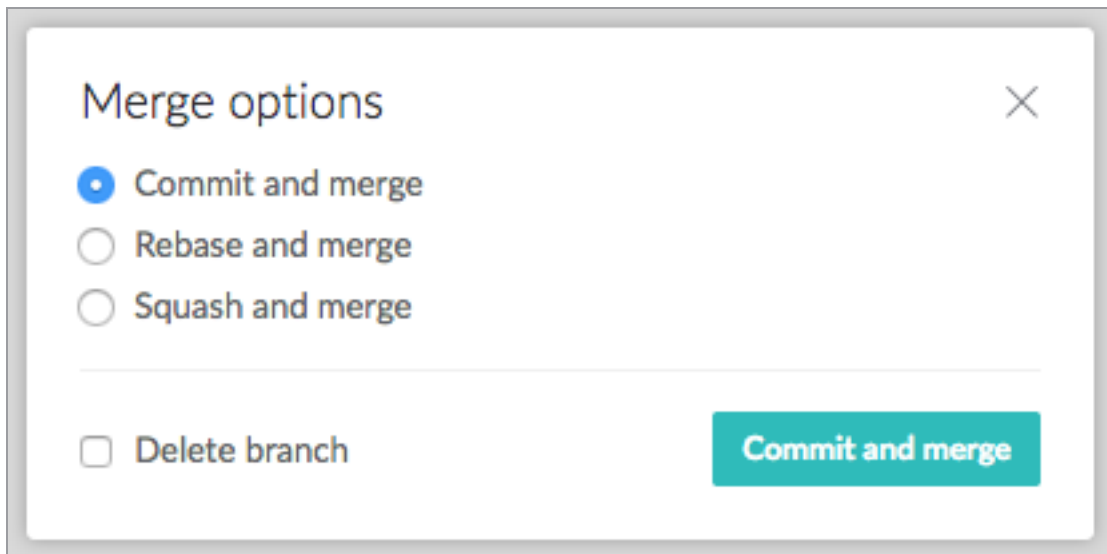 Merge options
Commit and merge
Rebase and merge
Squash and merge
Delete branch
Commit and merge